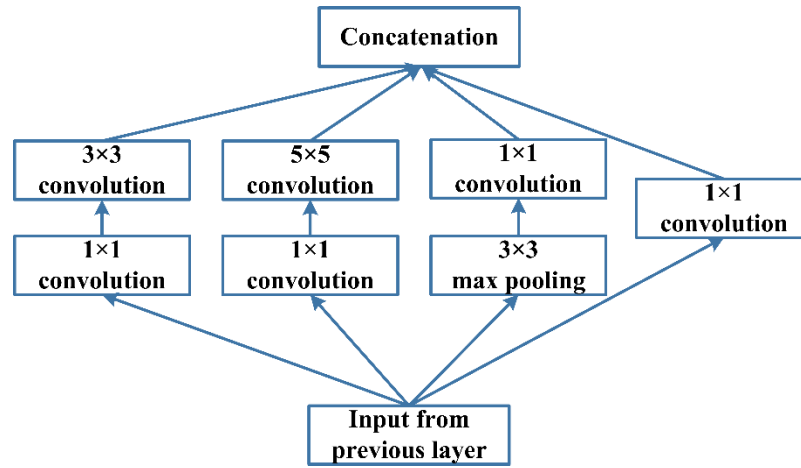 Concatenation
3×3
convolution
5×5
convolution
1×1
convolution
1×1
convolution
1×1
convolution
1×1
convolution
3×3
max pooling
Input from
previous layer